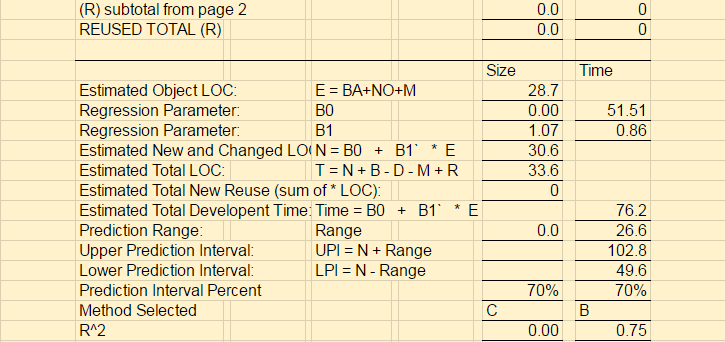 (R) subtotal from page 2 0.0 0
REUSED TOTAL (R) 0.0 0
Size Time
Estimated Object LOC: E = BA+NO+M 28.7
Regression Parameter: B0 0.00 51.51
Regression Parameter: B1 1.07 0.86
Estimated New and Changed LO N = B0 + B1` * E 30.6
Estimated Total LOC: T = N + B - D - M + R 33.6
Estimated Total New Reuse (sum of * LOC): 0
Estimated Total Developent Time: Time = B0 + B1` * E 76.2
Prediction Range: Range 0.0 26.6
Upper Prediction Interval: UPI = N + Range 102.8
Lower Prediction Interval: LPI = N - Range 49.6
Prediction Interval Percent 70% 70%
Method Selected C B
R^2 0.00 0.75